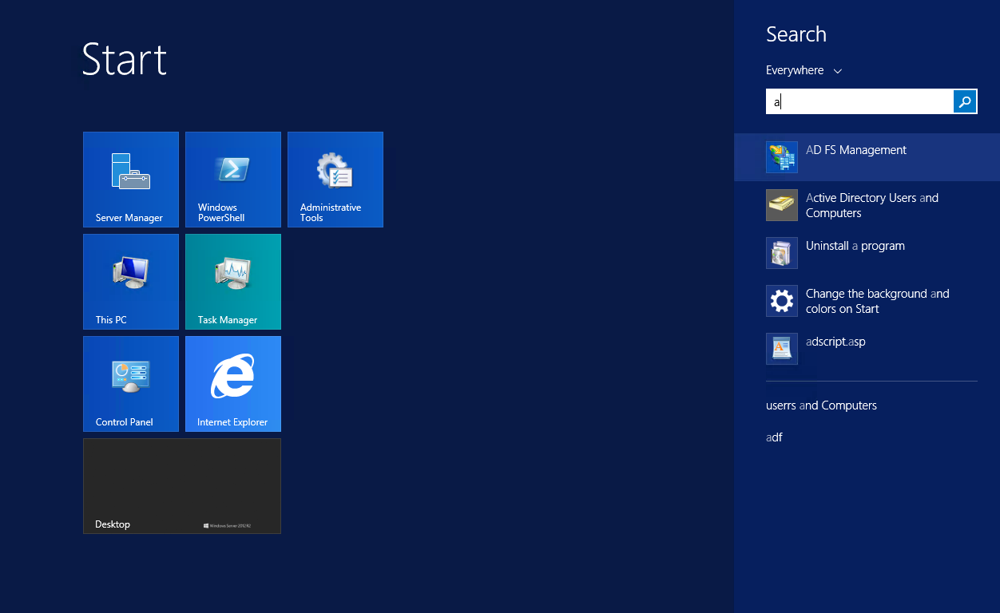 Start
Server Manager
Windows
PowerShell
Administrative
Tools
This PC
Task Manager
Control Panel
Internet Explorer
Desktop
Windows Server 2012 R2
Search
Everywhere
a
AD FS Management
Active Directory Users and
Computers
Uninstall a program
Change the background and
colors on Start
adscript.asp
userrs and Computers
adf